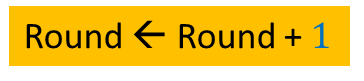 Round ← Round + 1